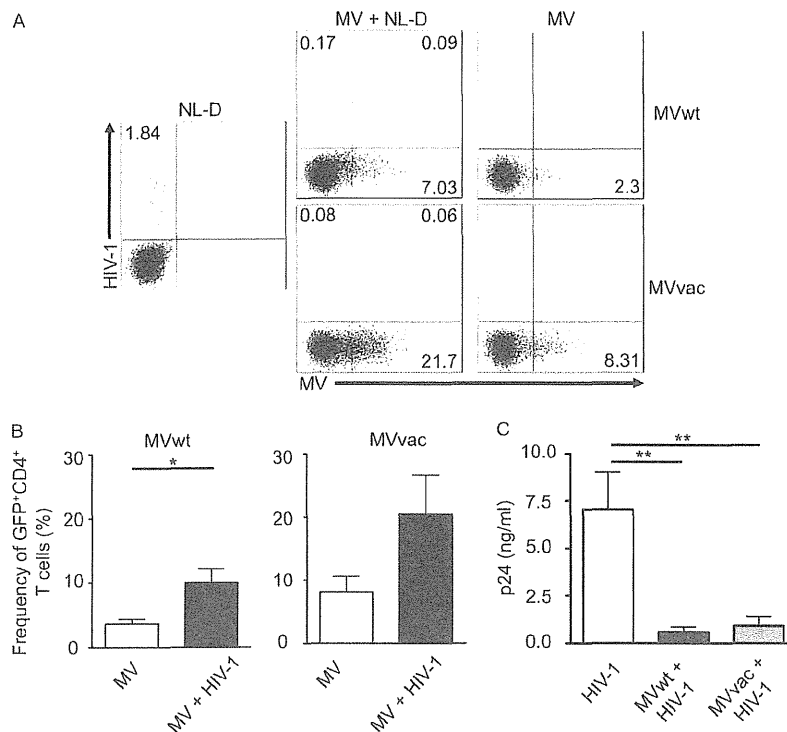 A
MV + NL-D
MV
NL-D
0.17
0.09
MVwt
1.84
7.03
2.3
HIV-1
0.08
0.06
MVvac
21.7
8.31
MV
B
MVwt
MVvac
C
Frequency of GFP⁺CD4⁺
T cells (%)
30
20
10
0
*
MV
MV + HIV-1
30
20
10
0
MV
MV + HIV-1
p24 (ng/ml)
10.0
7.5
5.0
2.5
0.0
**
**
HIV-1
MVwt +
HIV-1
MVvac +
HIV-1